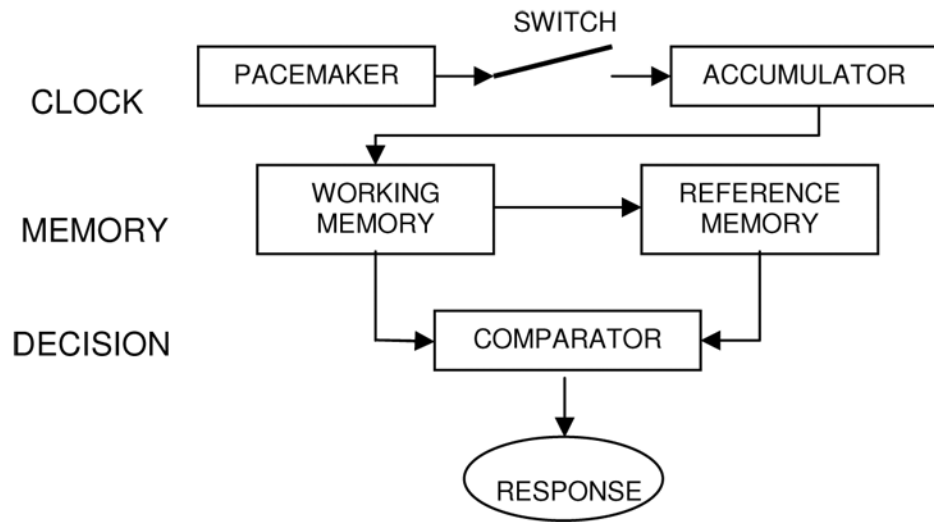 SWITCH
PACEMAKER
ACCUMULATOR
CLOCK
WORKING
MEMORY
REFERENCE
MEMORY
MEMORY
COMPARATOR
DECISION
RESPONSE